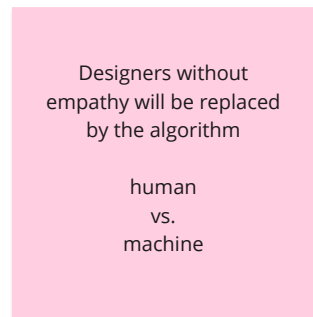 Designers without
empathy will be replaced
by the algorithm
human
vs.
machine